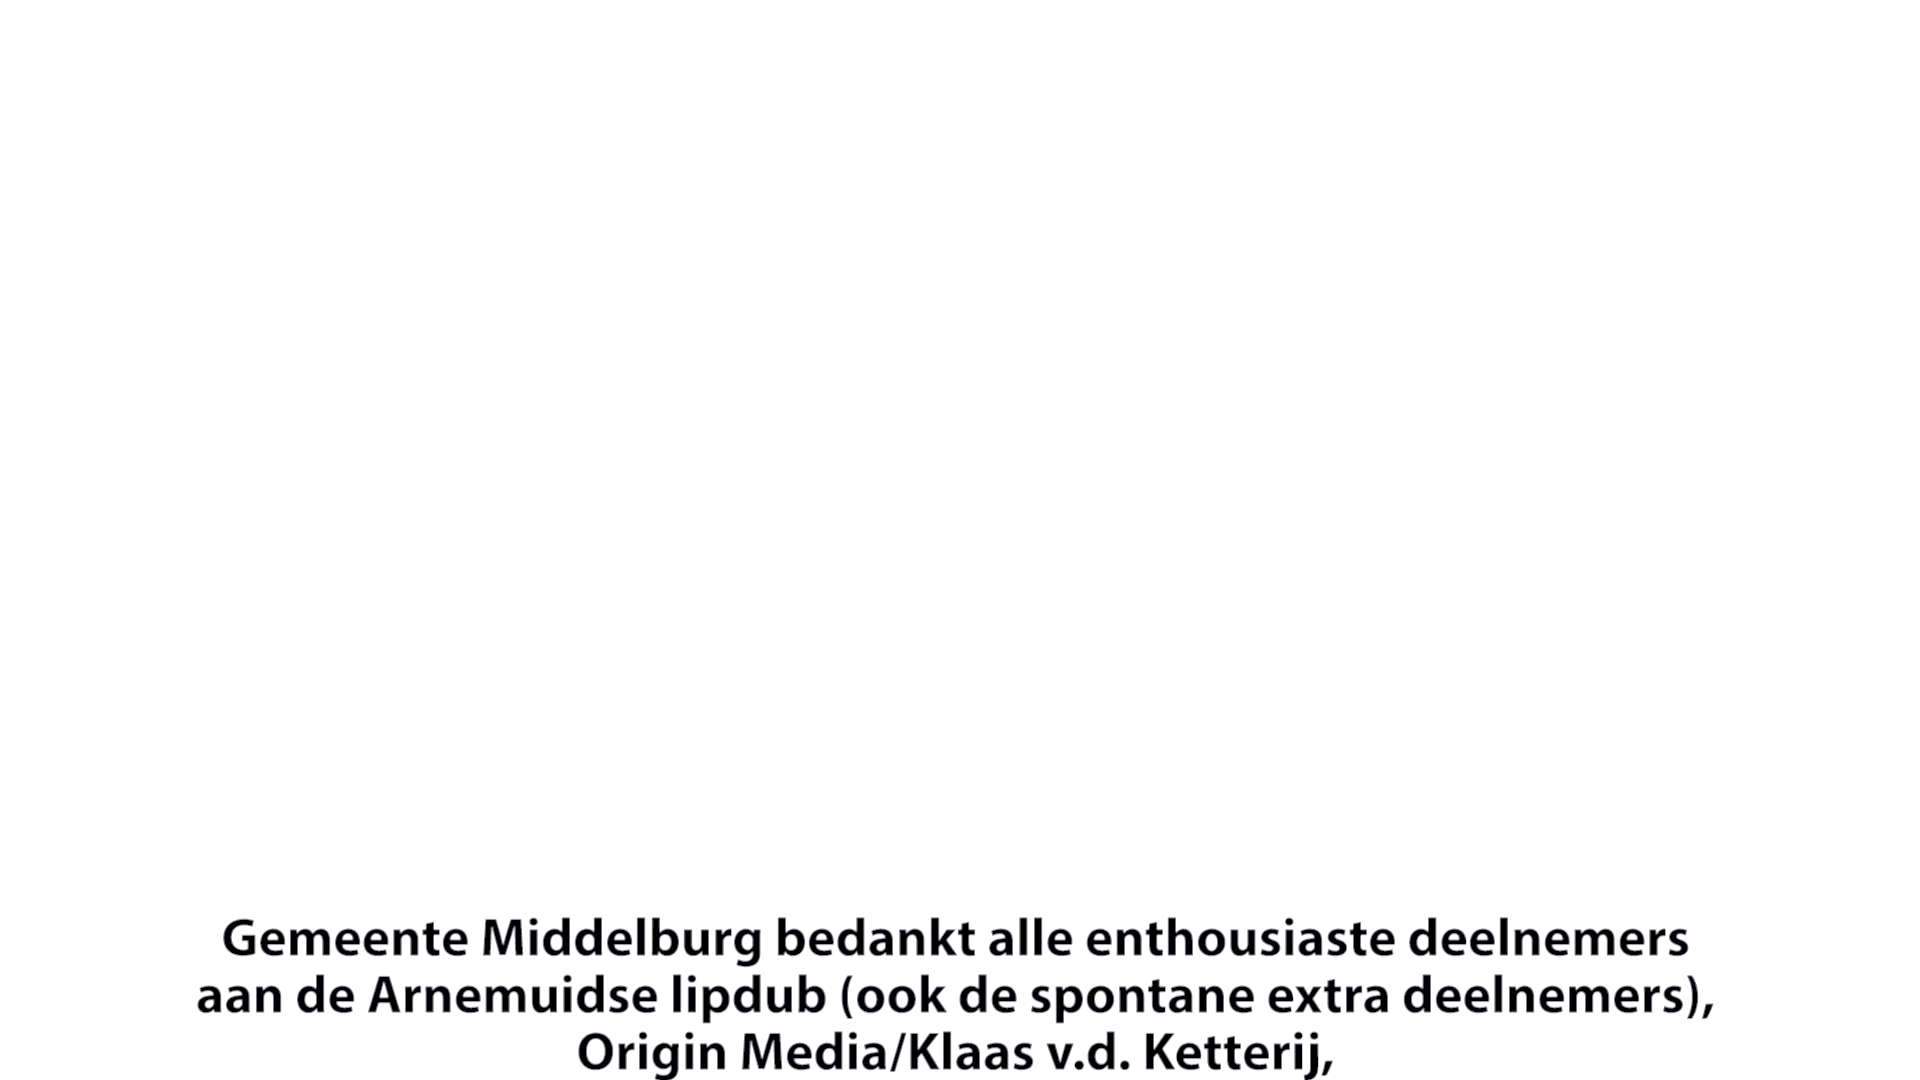 Gemeente Middelburg bedankt alle enthousiaste deelnemers
aan de Arnemuidse lipdub (ook de spontane extra deelnemers),
Origin Media/Klaas v.d. Ketterij,